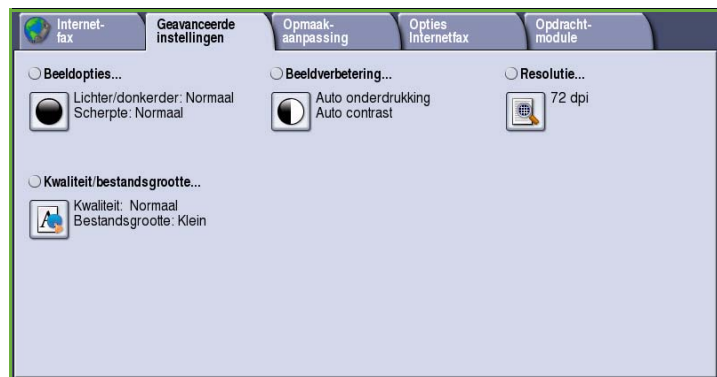 Internet-
fax
Geavanceerde
instellingen
Opmaak-
aanpassing
Opties
Internetfax
Opdracht-
module
Beeldopties...
Lichter/donkerder: Normaal
Scherpte: Normaal
Beeldverbetering...
Auto onderdrukking
Auto contrast
Resolutie...
72 dpi
Kwaliteit/bestandsgrootte...
Kwaliteit: Normaal
Bestandsgrootte: Klein